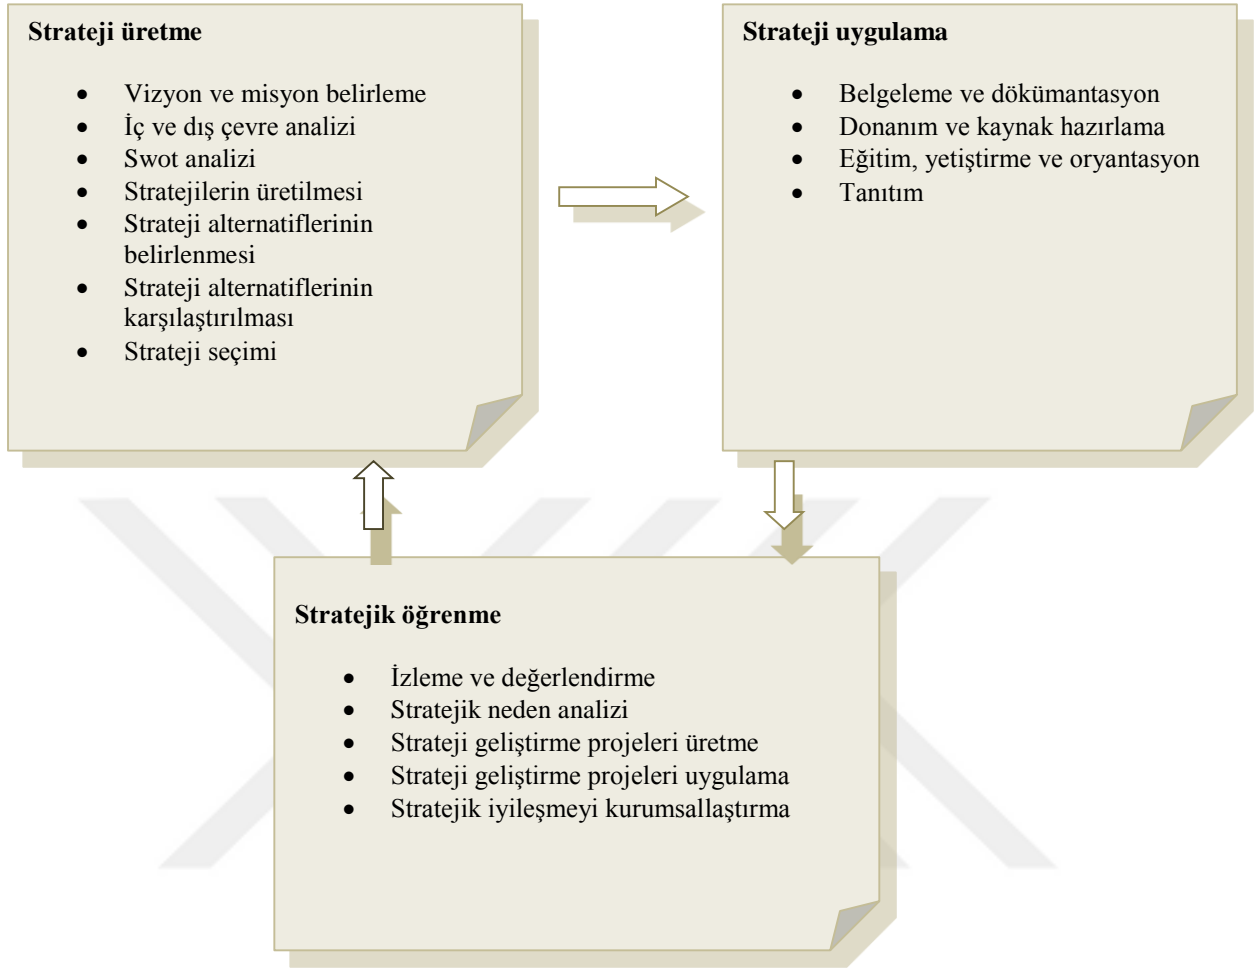 Strateji üretme
• Vizyon ve misyon belirleme
• İç ve dış çevre analizi
• Swot analizi
• Stratejilerin üretilmesi
• Strateji alternatiflerinin
belirlenmesi
• Strateji alternatiflerinin
karşılaştırılması
• Strateji seçimi
Strateji uygulama
• Belgeleme ve dökümantasyon
• Donanım ve kaynak hazırlama
• Eğitim, yetiştirme ve oryantasyon
• Tanıtım
Stratejik öğrenme
• İzleme ve değerlendirme
• Stratejik neden analizi
• Strateji geliştirme projeleri üretme
• Strateji geliştirme projeleri uygulama
• Stratejik iyileşmeyi kurumsallaştırma